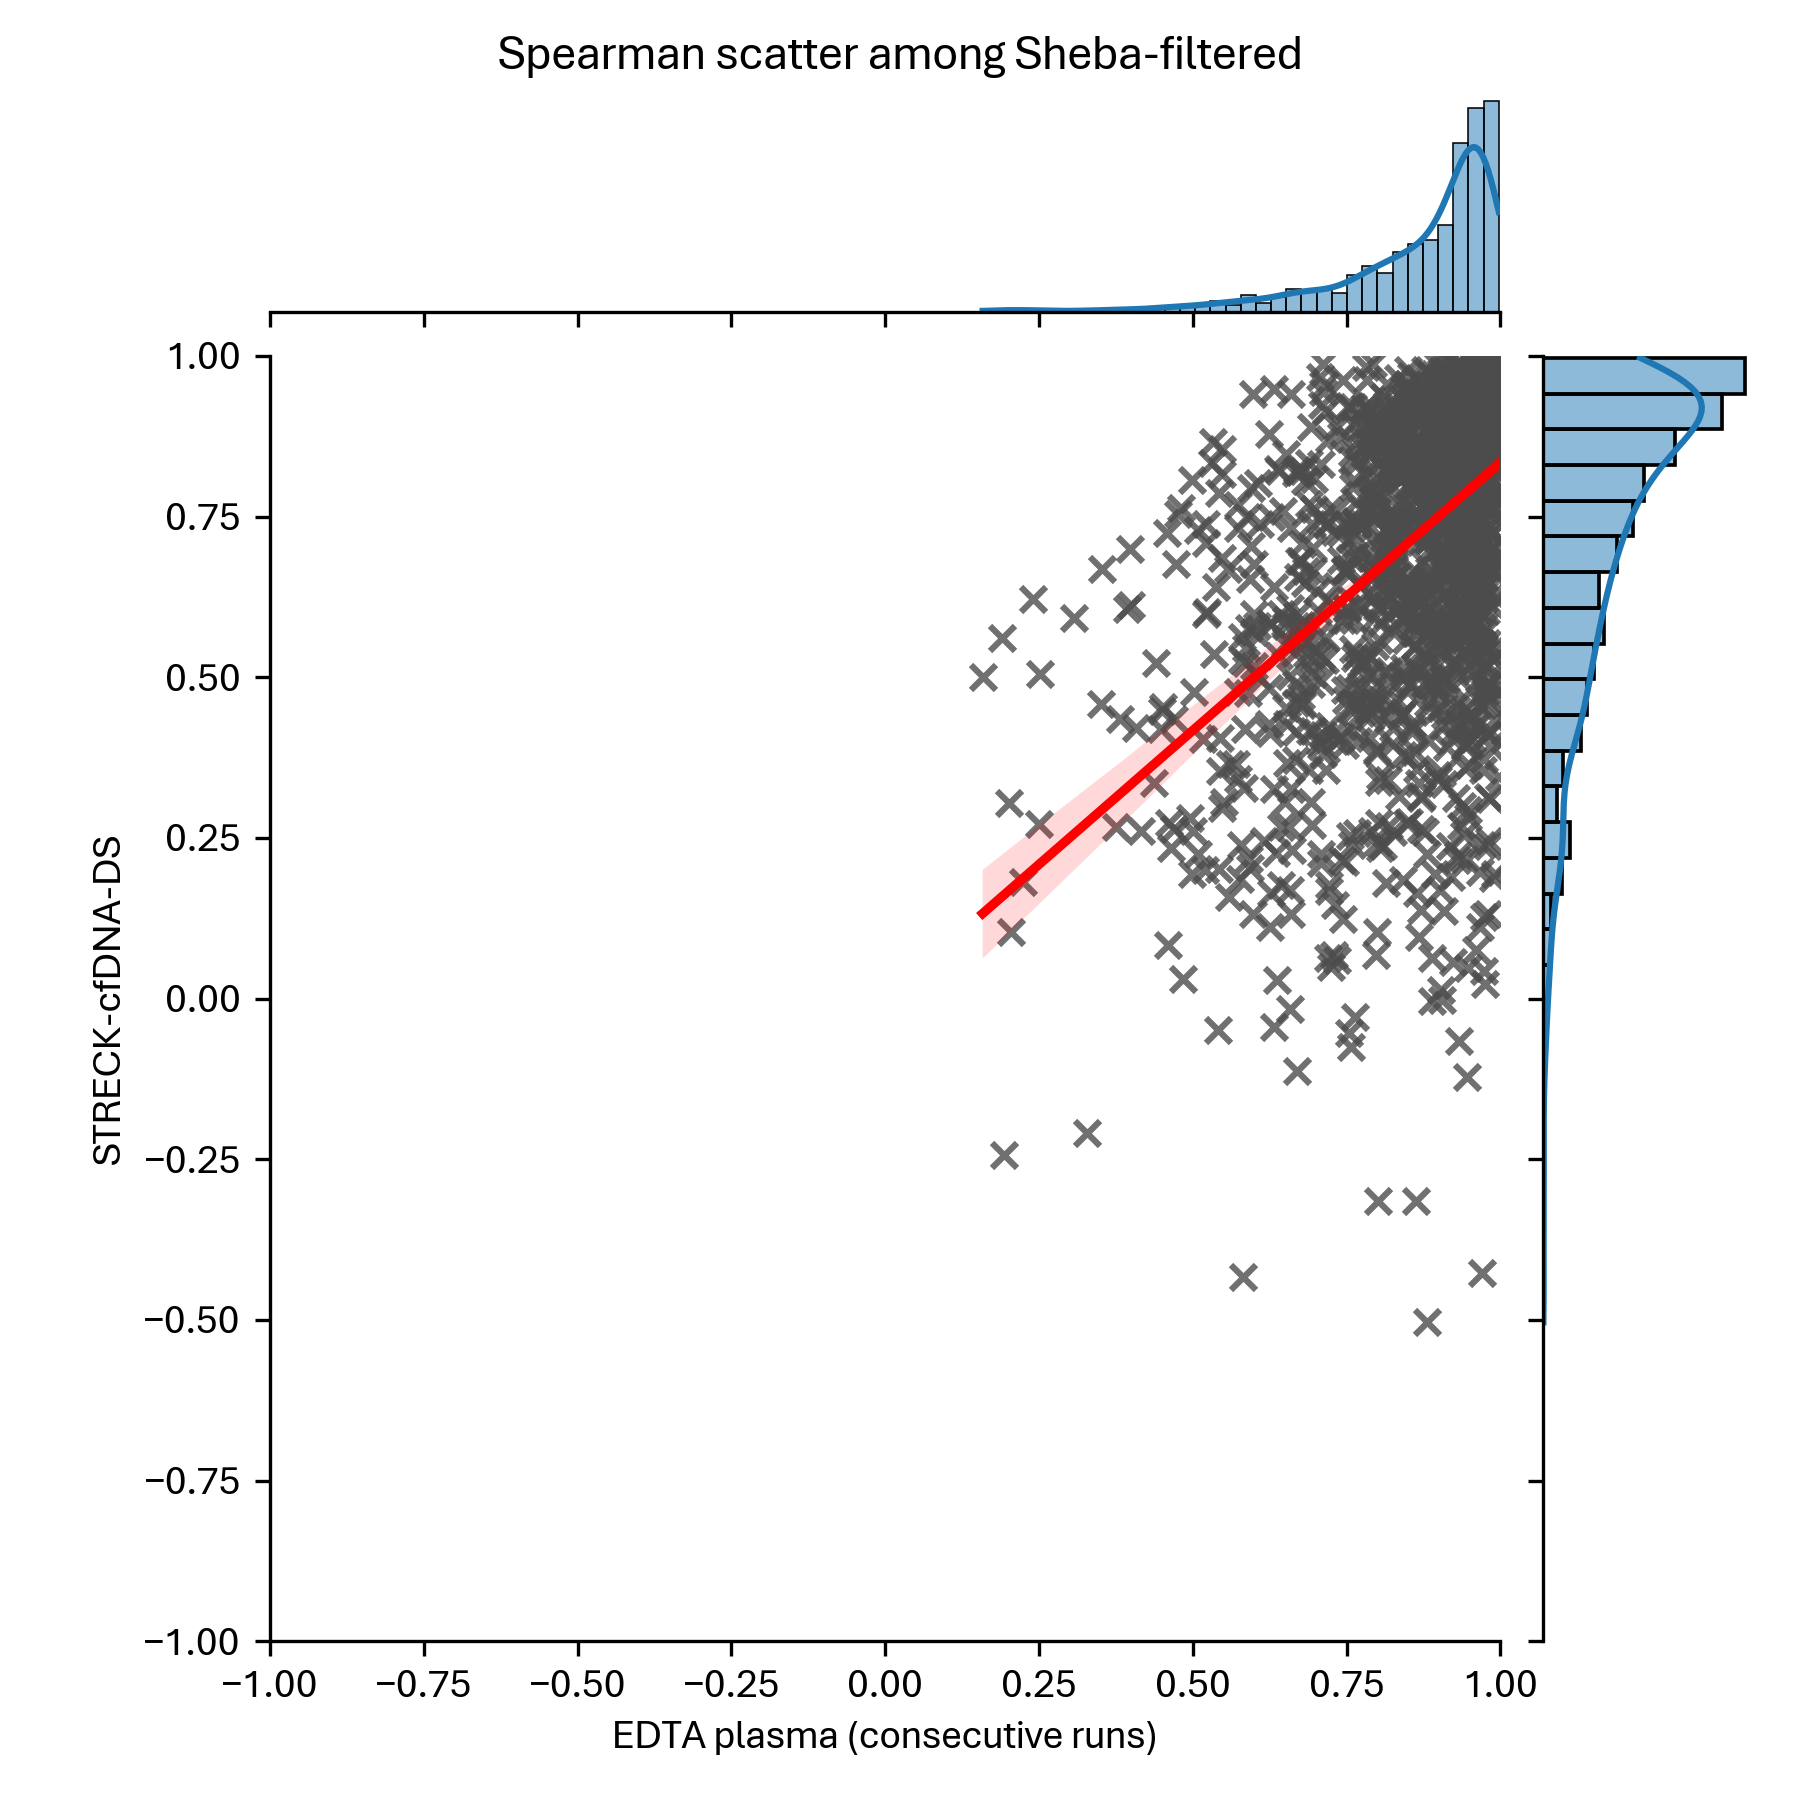 Spearman scatter among Sheba-filtered
1.00
0.75
0.50
0.25
0.00
−0.25
−0.50
−0.75
−1.00
STRECK-cfDNA-DS
−1.00 −0.75 −0.50 −0.25 0.00 0.25 0.50 0.75 1.00
EDTA plasma (consecutive runs)